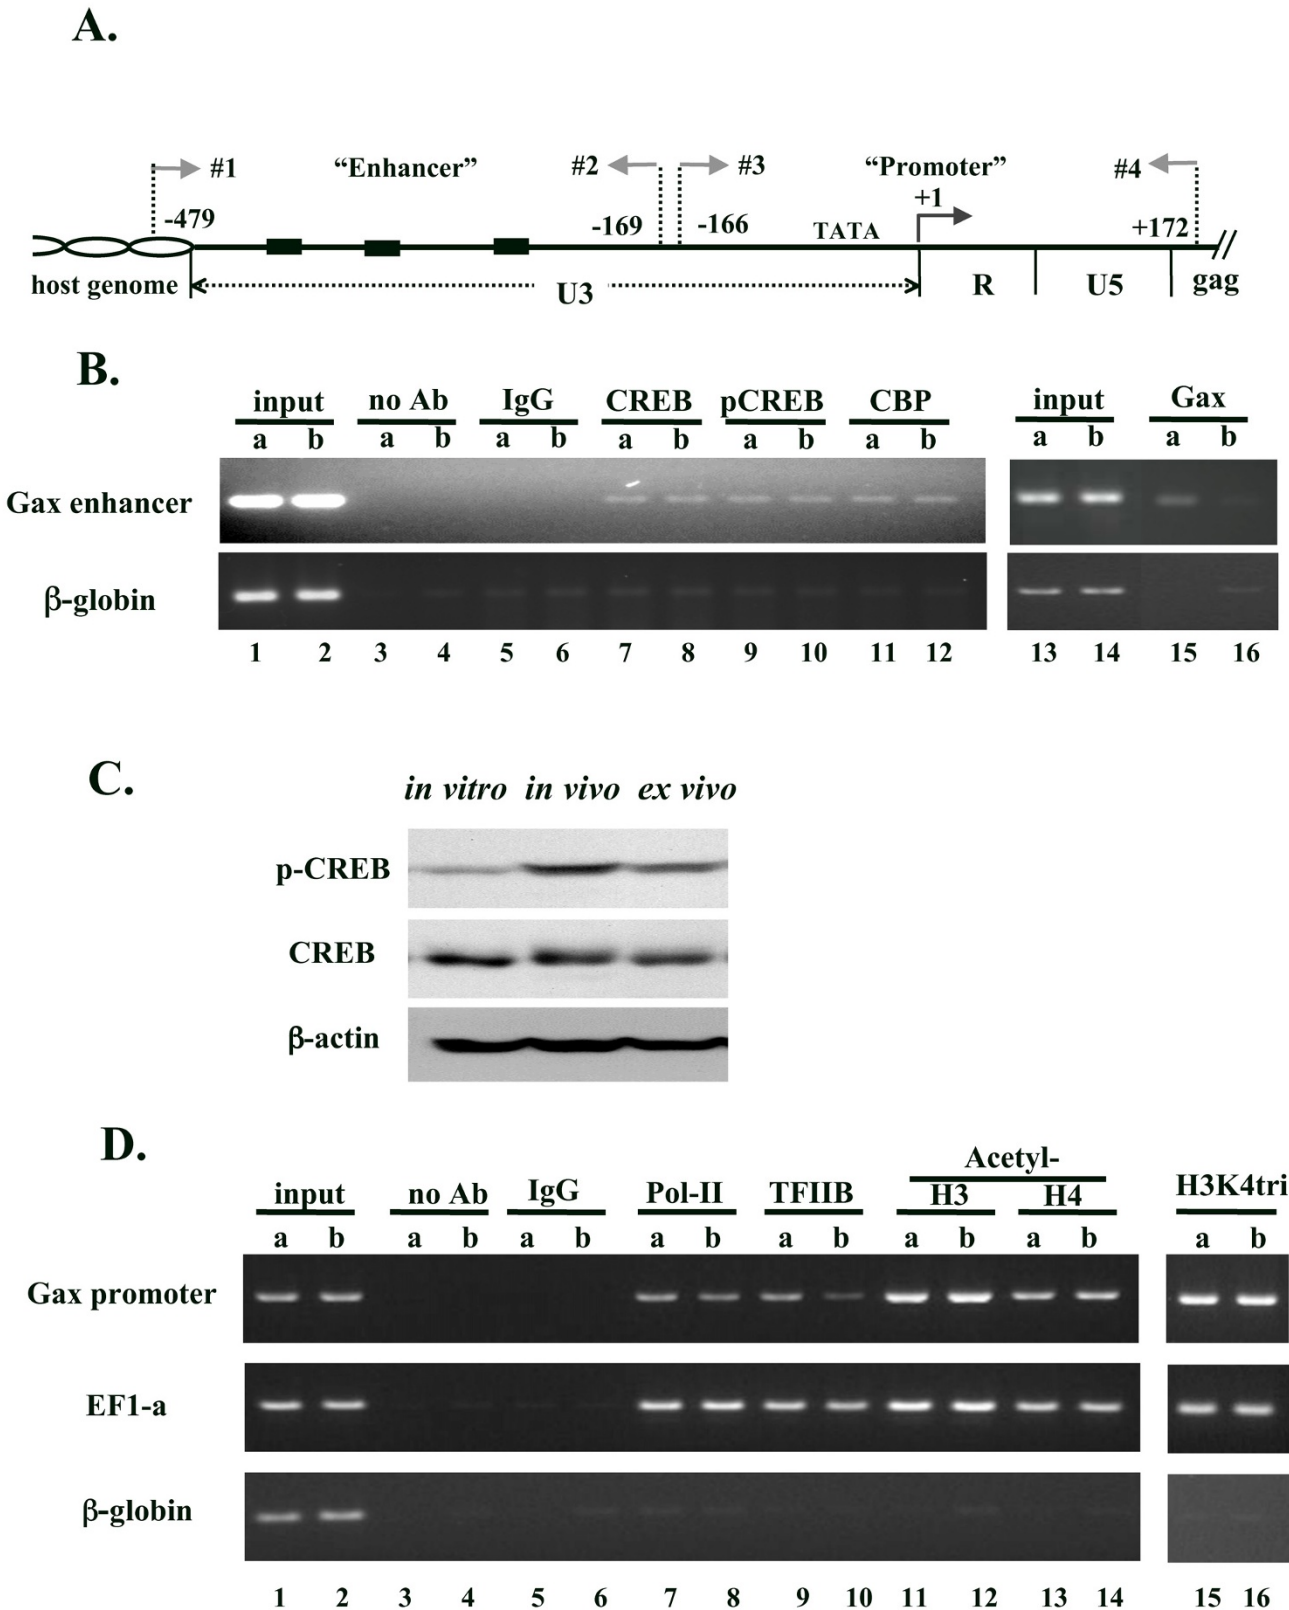 A.
#1 “Enhancer” #2 #3 “Promoter” #4
-479 -169 -166 TATA +1 +172
host genome U3 R U5 gag
B.
input no Ab IgG CREB pCREB CBP input Gax
a b a b a b a b a b a b a b a b
Gax enhancer
β-globin
1 2 3 4 5 6 7 8 9 10 11 12 13 14 15 16
C.
in vitro in vivo ex vivo
p-CREB
CREB
β-actin
D.
Acetyl-
input no Ab IgG Pol-II TFIIB H3 H4 H3K4tri
a b a b a b a b a b a b a b a b
Gax promoter
EF1-a
β-globin
1 2 3 4 5 6 7 8 9 10 11 12 13 14 15 16